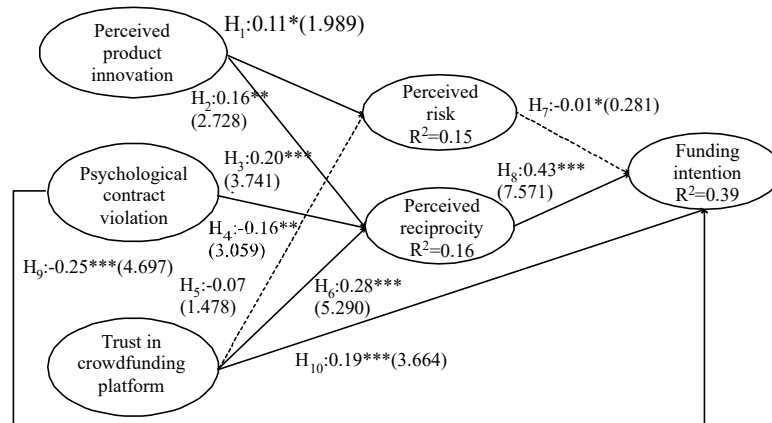 Perceived
product
innovation
H1:0.11*(1.989)
H2:0.16**
(2.728)
Perceived
risk
R²=0.15
H7:-0.01*(0.281)
Psychological
contract
violation
H3:0.20***
(3.741)
H4:-0.16**
(3.059)
Perceived
reciprocity
R²=0.16
H8:0.43***
(7.571)
Funding
intention
R²=0.39
H9:-0.25***(4.697)
H5:-0.07
(1.478)
H6:0.28***
(5.290)
Trust in
crowdfunding
platform
H10:0.19***(3.664)